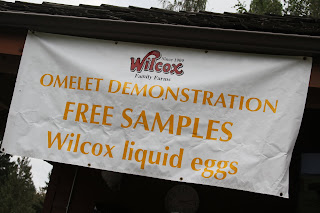 Since 1909
Wilcox
Family Farms
OMELET DEMONSTRATION
FREE SAMPLES
Wilcox liquid eggs